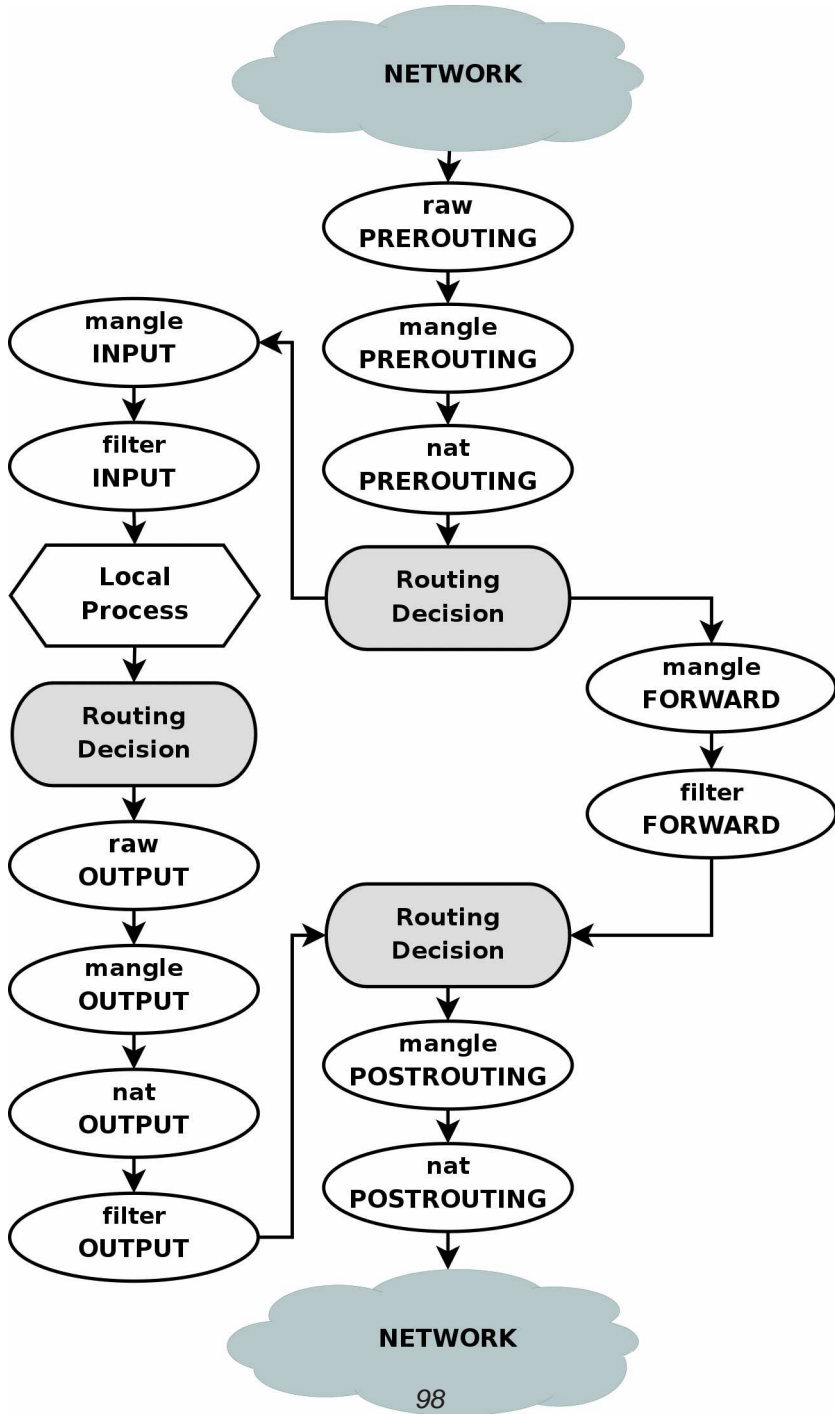 NETWORK
raw
PREROUTING
mangle
PREROUTING
nat
PREROUTING
Routing
Decision
mangle
INPUT
filter
INPUT
Local
Process
Routing
Decision
raw
OUTPUT
mangle
OUTPUT
nat
OUTPUT
filter
OUTPUT
mangle
FORWARD
filter
FORWARD
Routing
Decision
mangle
POSTROUTING
nat
POSTROUTING
NETWORK
98